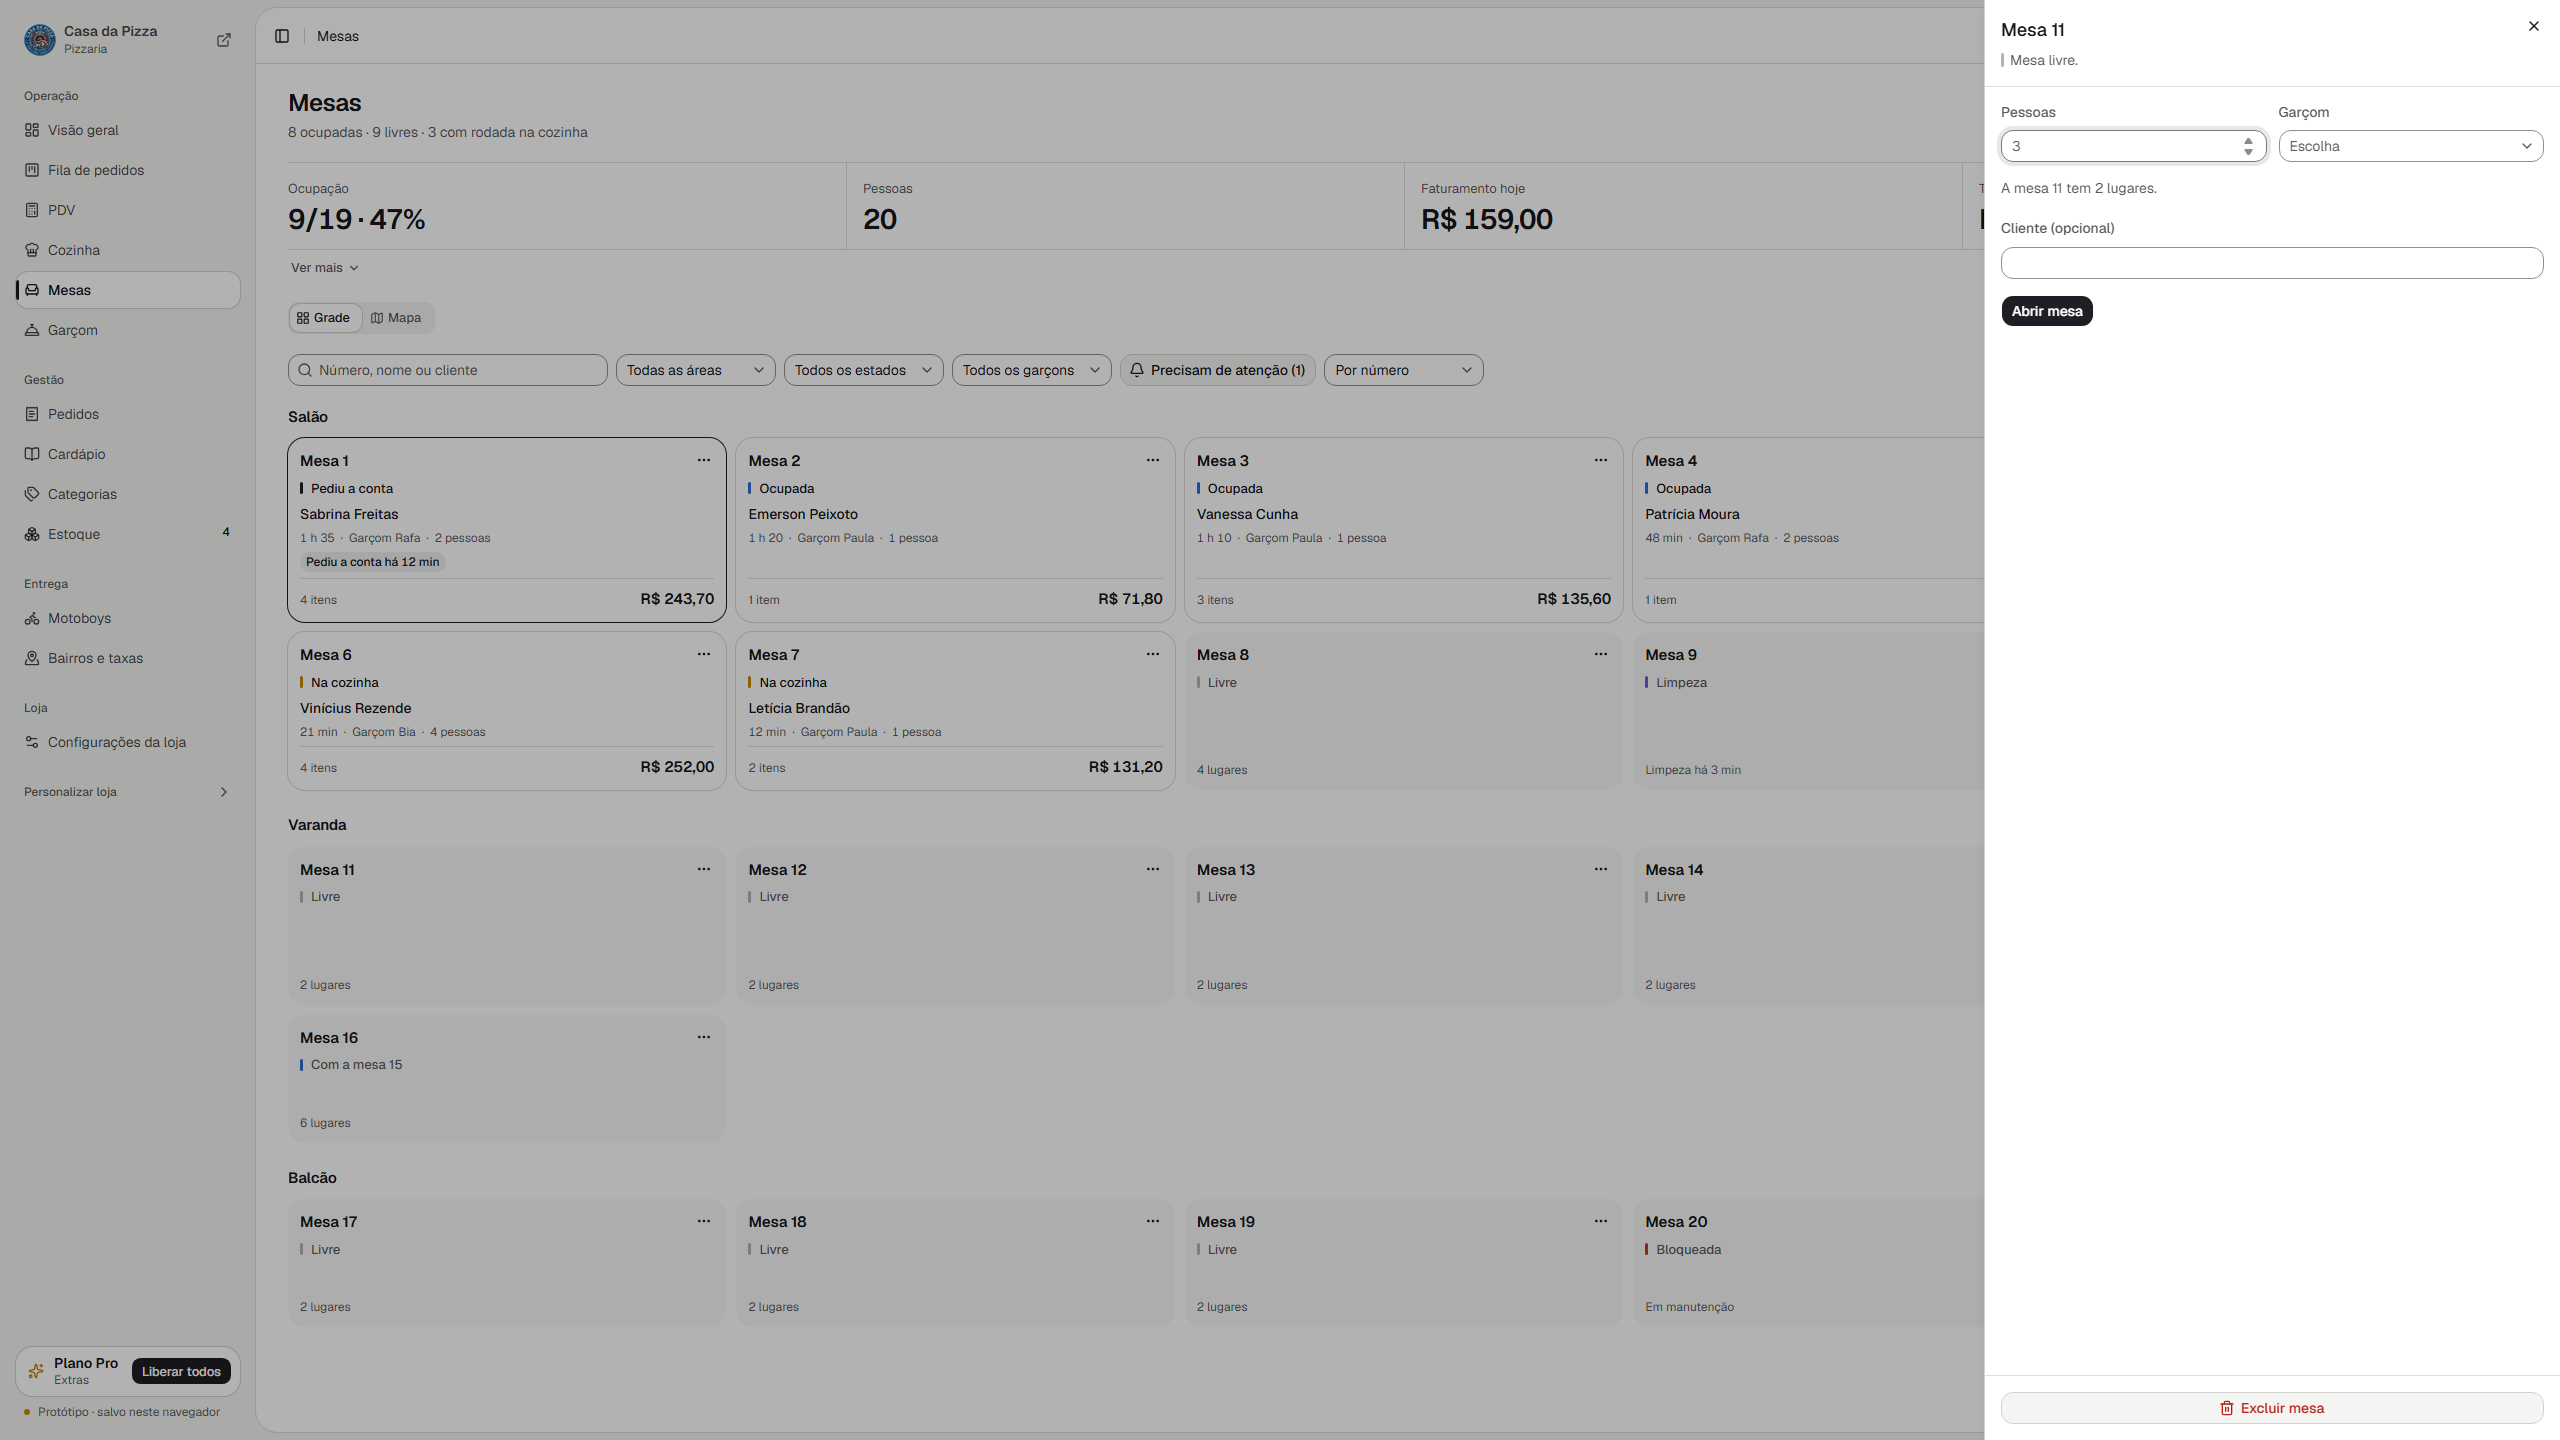 Casa da Pizza
Pizzaria
Operação
Visão geral
Fila de pedidos
PDV
Cozinha
Mesas
Garçom
Gestão
Pedidos
Cardápio
Categorias
Estoque 4
Entrega
Motoboys
Bairros e taxas
Loja
Configurações da loja
Personalizar loja
Plano Pro
Extras
Liberar todos
Protótipo · salvo neste navegador
Mesas
Mesas
8 ocupadas · 9 livres · 3 com rodada na cozinha
Ocupação
9/19 · 47%
Pessoas
20
Faturamento hoje
R$ 159,00
Ver mais
Grade Mapa
Número, nome ou cliente
Todas as áreas
Todos os estados
Todos os garçons
Precisam de atenção (1)
Por número
Salão
Mesa 1
Pediu a conta
Sabrina Freitas
1 h 35 · Garçom Rafa · 2 pessoas
Pediu a conta há 12 min
4 itens R$ 243,70
Mesa 2
Ocupada
Emerson Peixoto
1 h 20 · Garçom Paula · 1 pessoa
1 item R$ 71,80
Mesa 3
Ocupada
Vanessa Cunha
1 h 10 · Garçom Paula · 1 pessoa
3 itens R$ 135,60
Mesa 4
Ocupada
Patrícia Moura
48 min · Garçom Rafa · 2 pessoas
1 item
Mesa 6
Na cozinha
Vinícius Rezende
21 min · Garçom Bia · 4 pessoas
4 itens R$ 252,00
Mesa 7
Na cozinha
Letícia Brandão
12 min · Garçom Paula · 1 pessoa
2 itens R$ 131,20
Mesa 8
Livre
4 lugares
Mesa 9
Limpeza
Limpeza há 3 min
Varanda
Mesa 11
Livre
2 lugares
Mesa 12
Livre
2 lugares
Mesa 13
Livre
2 lugares
Mesa 14
Livre
2 lugares
Mesa 16
Com a mesa 15
6 lugares
Balcão
Mesa 17
Livre
2 lugares
Mesa 18
Livre
2 lugares
Mesa 19
Livre
2 lugares
Mesa 20
Bloqueada
Em manutenção
Mesa 11
Mesa livre.
Pessoas
3
Garçom
Escolha
A mesa 11 tem 2 lugares.
Cliente (opcional)
Abrir mesa
Excluir mesa